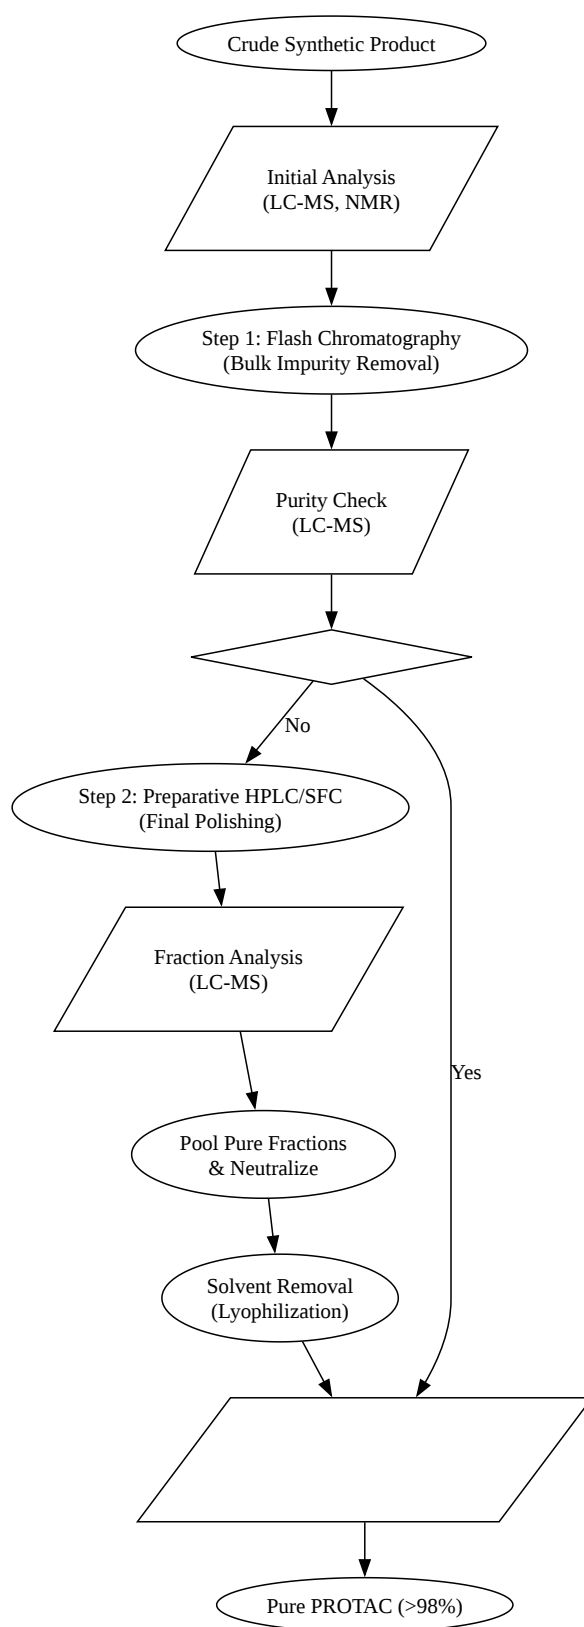 Crude Synthetic Product
Initial Analysis
(LC-MS, NMR)
Step 1: Flash Chromatography
(Bulk Impurity Removal)
Purity Check
(LC-MS)
No
Step 2: Preparative HPLC/SFC
(Final Polishing)
Fraction Analysis
(LC-MS)
Yes
Pool Pure Fractions
& Neutralize
Solvent Removal
(Lyophilization)
Pure PROTAC (>98%)